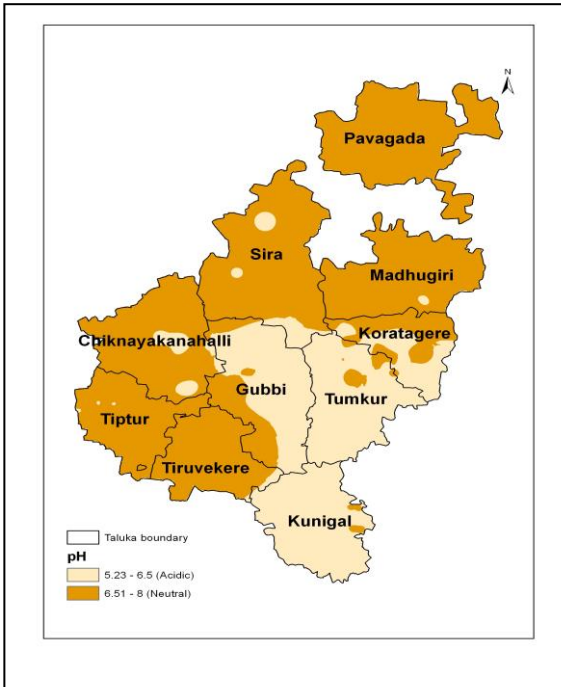 N
Pavagada
Sira
Madhugiri
Koratagere
Chiknayakanahalli
Gubbi
Tumkur
Tiptur
Tiruvekere
Kunigal
Taluka boundary
pH
5.23 - 6.5 (Acidic)
6.51 - 8 (Neutral)